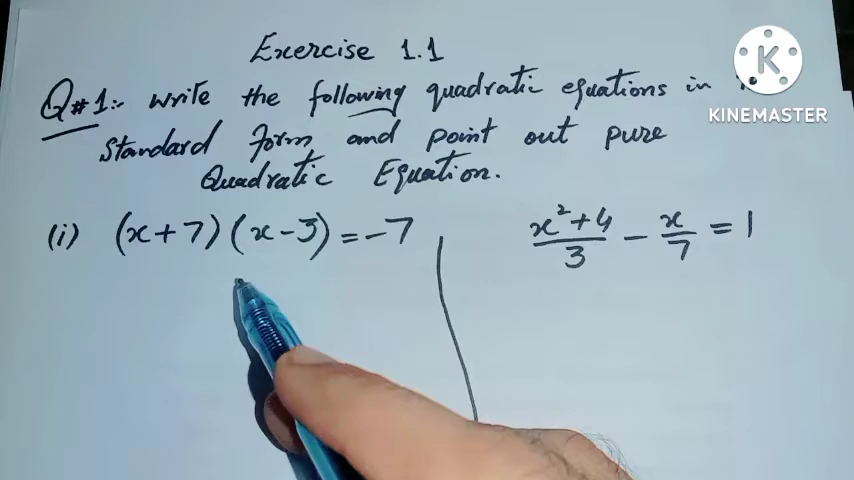 Exercise 1.1
Q#1:- write the following quadratic equations in
standard form and point out pure
Quadratic Equation.
(i) (x+7)(x-3)=-7
x²+4/3 - x/7 = 1
K
KINEMASTER